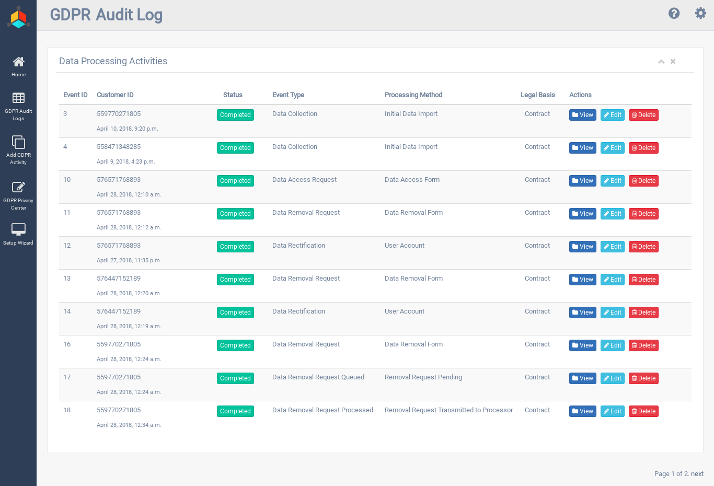 GDPR Audit Log
Home
GDPR Audit
Logs
Add GDPR
Activity
GDPR Privacy
Center
Setup Wizard
Data Processing Activities
Event ID Customer ID Status Event Type Processing Method Legal Basis Actions
3 559770271805 Completed Data Collection Initial Data Import Contract View Edit Delete
April 10, 2018, 9:20 p.m.
4 558471348285 Completed Data Collection Initial Data Import Contract View Edit Delete
April 9, 2018, 4:23 p.m.
10 576571768893 Completed Data Access Request Data Access Form Contract View Edit Delete
April 28, 2018, 12:10 a.m.
11 576571768893 Completed Data Removal Request Data Removal Form Contract View Edit Delete
April 28, 2018, 12:12 a.m.
12 576571768893 Completed Data Rectification User Account Contract View Edit Delete
April 27, 2018, 11:35 p.m.
13 576447152189 Completed Data Removal Request Data Removal Form Contract View Edit Delete
April 28, 2018, 12:20 a.m.
14 576447152189 Completed Data Rectification User Account Contract View Edit Delete
April 28, 2018, 12:19 a.m.
16 559770271805 Completed Data Removal Request Data Removal Form Contract View Edit Delete
April 28, 2018, 12:24 a.m.
17 559770271805 Completed Data Removal Request Queued Removal Request Pending Contract View Edit Delete
April 28, 2018, 12:24 a.m.
18 559770271805 Completed Data Removal Request Processed Removal Request Transmitted to Processor Contract View Edit Delete
April 28, 2018, 12:34 a.m.
Page 1 of 2. next